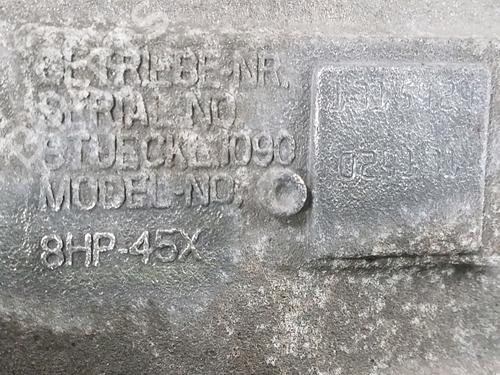 GETRIEBE-NR.
SERIAL NO
STUECKL.1090
MODEL-NO.
8HP-45X